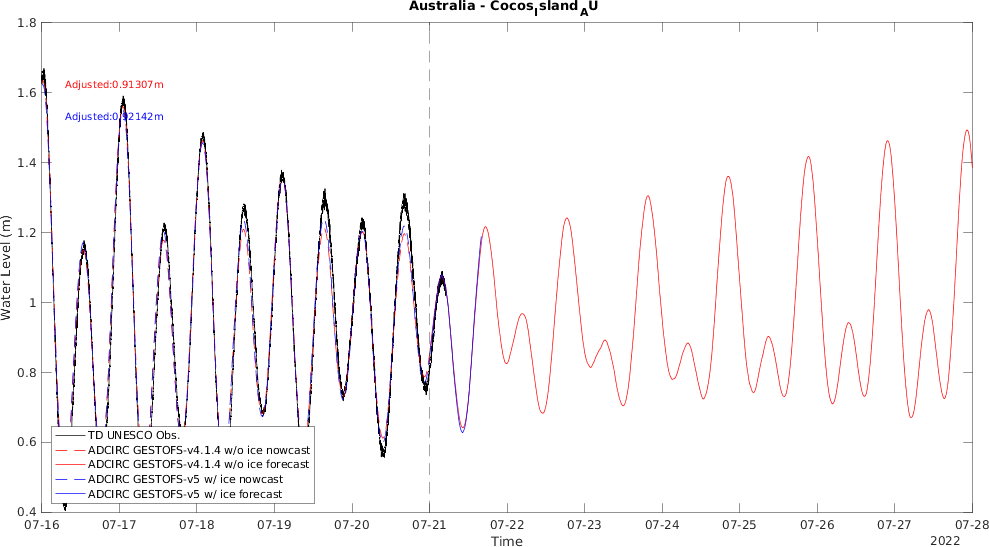 Australia - Cocos_Island_AU
1.8
1.6
1.4
1.2
1
0.8
0.6
0.4
Water Level (m)
Adjusted:0.91307m
Adjusted:0.92142m
TD UNESCO Obs.
ADCIRC GESTOFS-v4.1.4 w/o ice nowcast
ADCIRC GESTOFS-v4.1.4 w/o ice forecast
ADCIRC GESTOFS-v5 w/ ice nowcast
ADCIRC GESTOFS-v5 w/ ice forecast
07-16 07-17 07-18 07-19 07-20 07-21 07-22 07-23 07-24 07-25 07-26 07-27 07-28
Time
2022